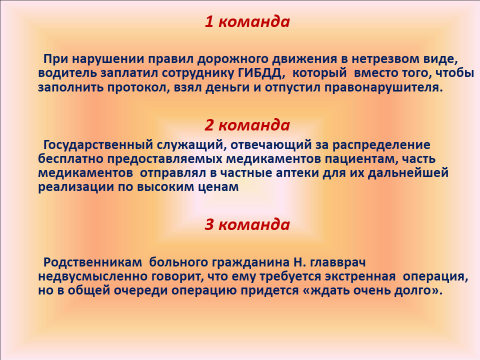 1 команда
При нарушении правил дорожного движения в нетрезвом виде,
водитель заплатил сотруднику ГИБДД, который вместо того, чтобы
заполнить протокол, взял деньги и отпустил правонарушителя.
2 команда
Государственный служащий, отвечающий за распределение
бесплатно предоставляемых медикаментов пациентам, часть
медикаментов отправлял в частные аптеки для их дальнейшей
реализации по высоким ценам
3 команда
Родственникам больного гражданина Н. главврач
недвусмысленно говорит, что ему требуется экстренная операция,
но в общей очереди операцию придется «ждать очень долго».